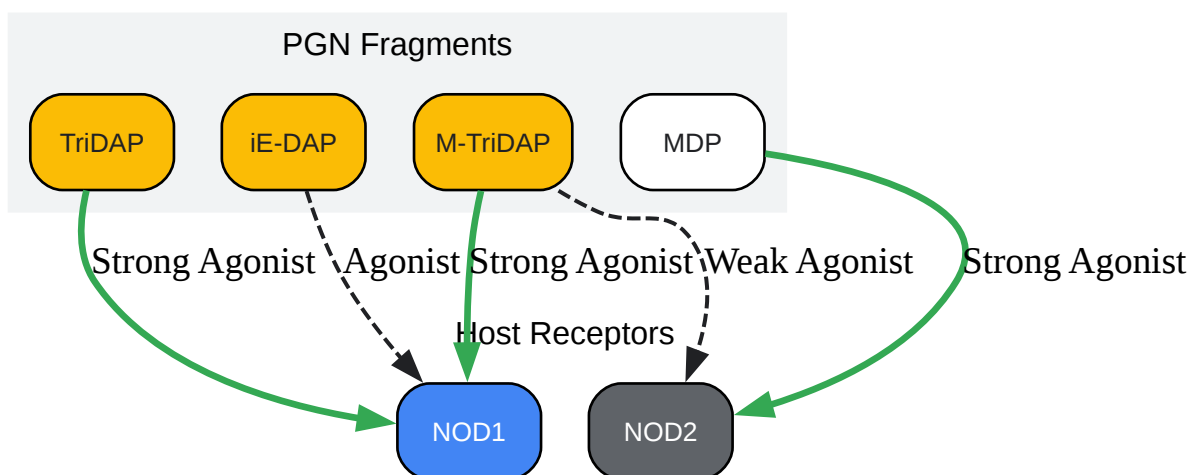 PGN Fragments
TriDAP
iE-DAP
M-TriDAP
MDP
Strong Agonist
Agonist
Strong Agonist
Weak Agonist
Strong Agonist
Host Receptors
NOD1
NOD2